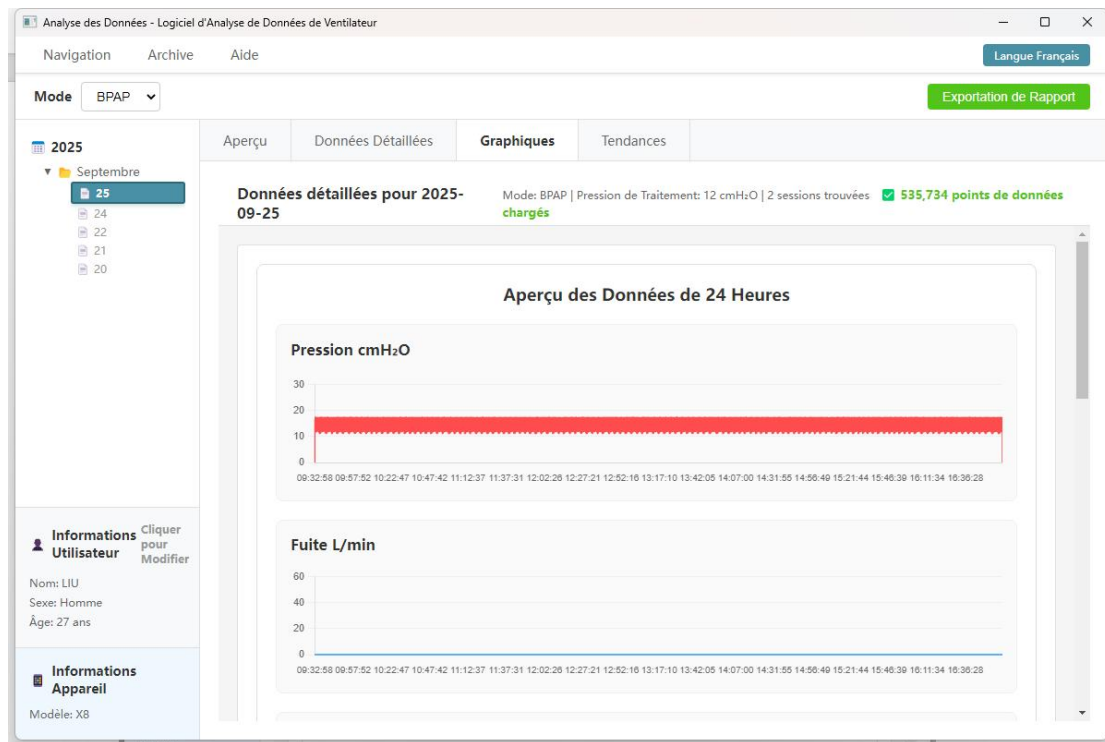 Analyse des Données - Logiciel d'Analyse de Données de Ventilateur
Navigation Archive Aide
Langue Français
Mode BPAP
Exportation de Rapport
2025
Septembre
25
24
22
21
20
Informations Utilisateur
Cliquer pour Modifier
Nom: LIU
Sexe: Homme
Âge: 27 ans
Informations Appareil
Modèle: X8
Aperçu Données Détaillées Graphiques Tendances
Données détaillées pour 2025-
09-25
Mode: BPAP | Pression de Traitement: 12 cmH₂O | 2 sessions trouvées ✅ 535,734 points de données
chargés
Aperçu des Données de 24 Heures
Pression cmH₂O
30
20
10
0
09:32:58 09:57:52 10:22:47 10:47:42 11:12:37 11:37:31 12:02:26 12:27:21 12:52:16 13:17:10 13:42:05 14:07:00 14:31:55 14:56:49 15:21:44 15:46:39 16:11:34 16:36:28
Fuite L/min
60
40
20
0
09:32:58 09:57:52 10:22:47 10:47:42 11:12:37 11:37:31 12:02:26 12:27:21 12:52:16 13:17:10 13:42:05 14:07:00 14:31:55 14:56:49 15:21:44 15:46:39 16:11:34 16:36:28